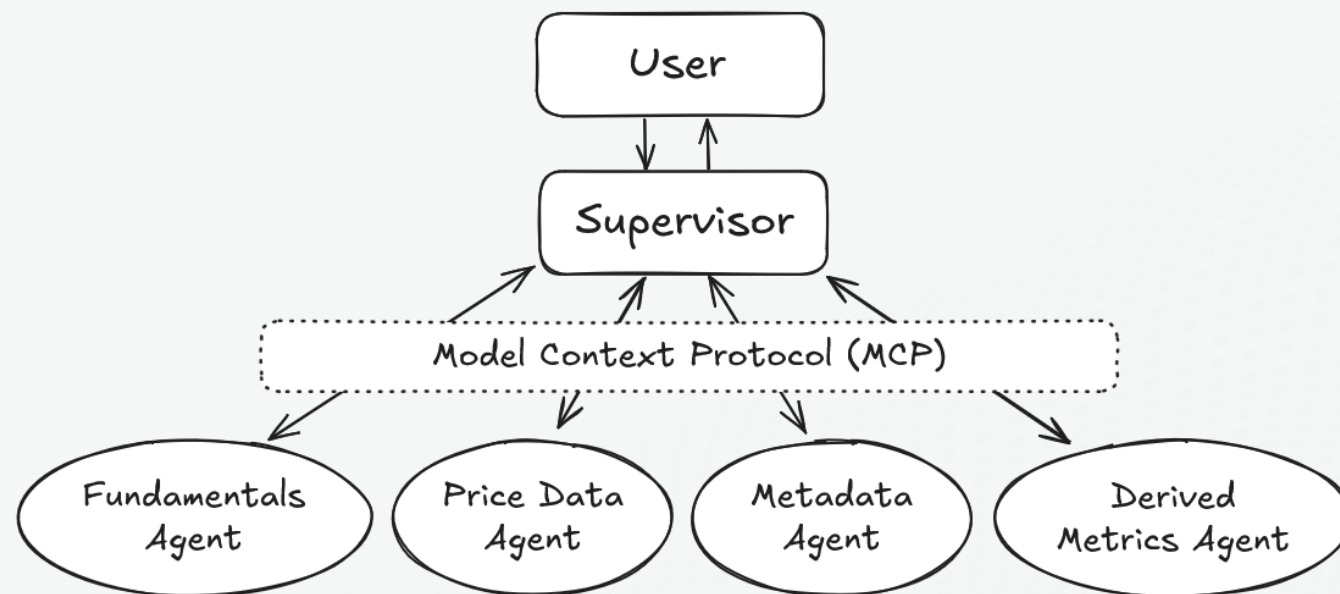 User
Supervisor
Model Context Protocol (MCP)
Fundamentals
Agent
Price Data
Agent
Metadata
Agent
Derived
Metrics Agent